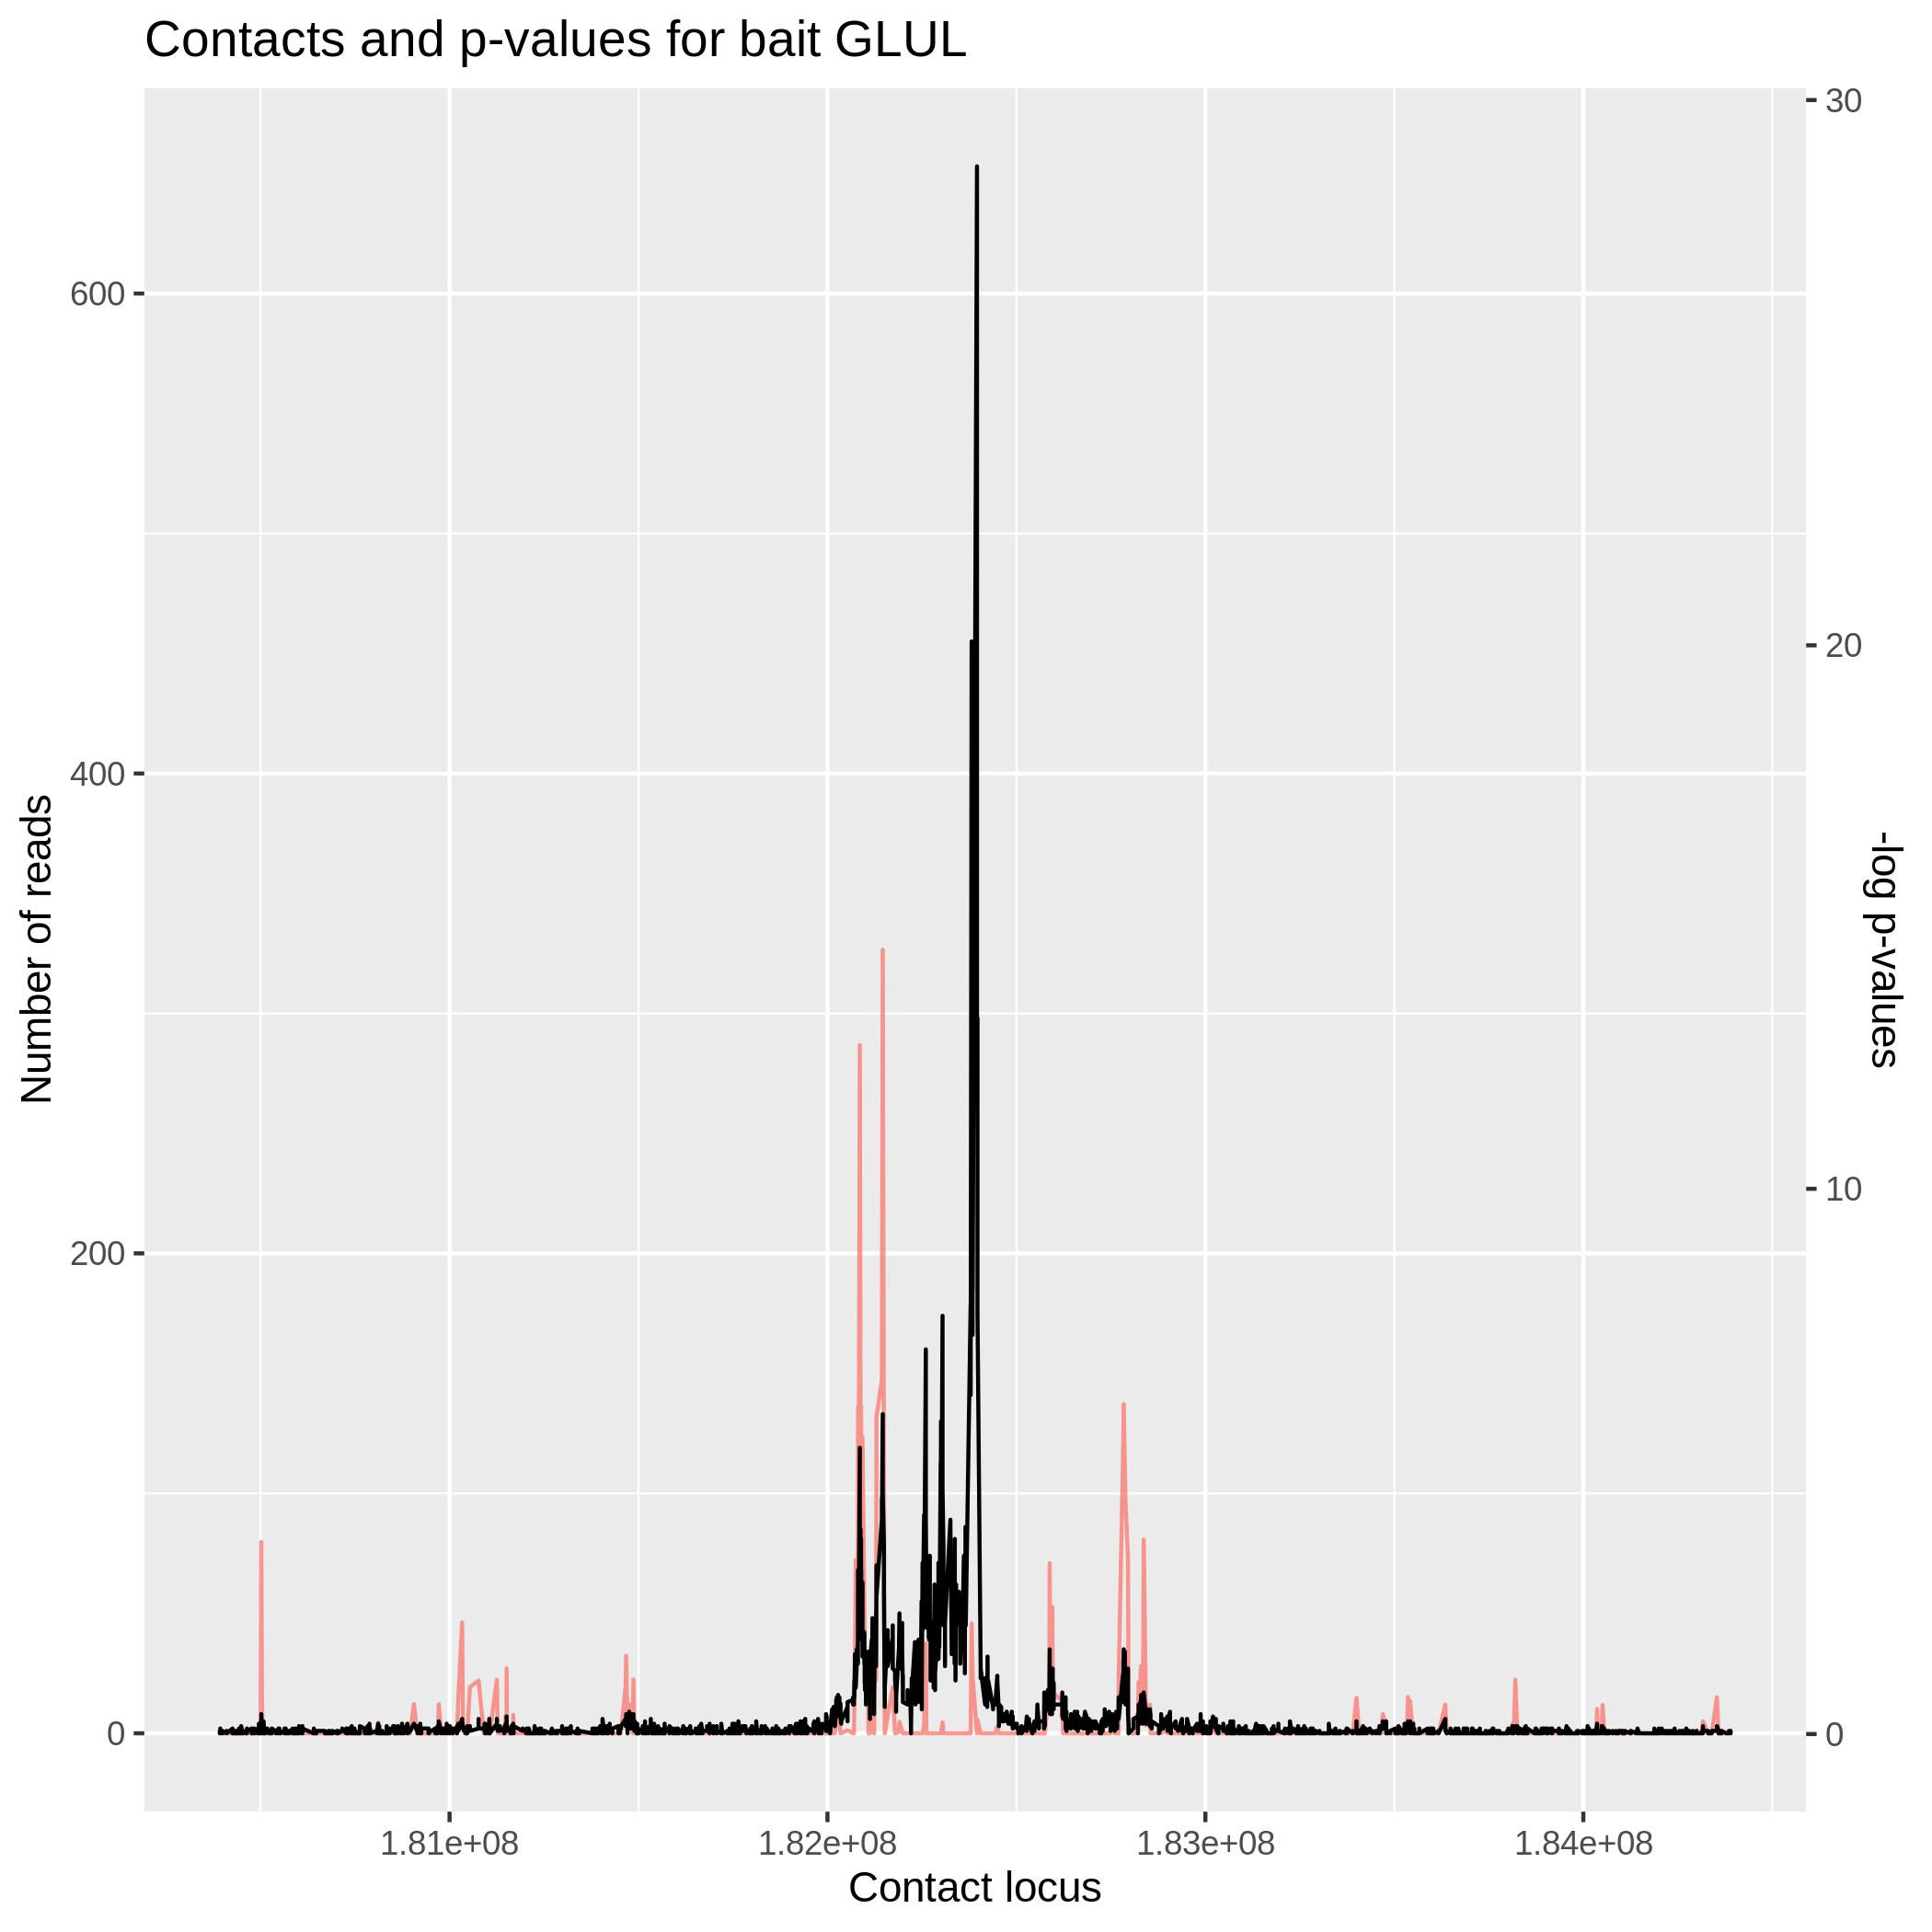 Contacts and p-values for bait GLUL
Number of reads
600
400
200
0
30
20
10
0
-log p-values
1.81e+08 1.82e+08 1.83e+08 1.84e+08
Contact locus